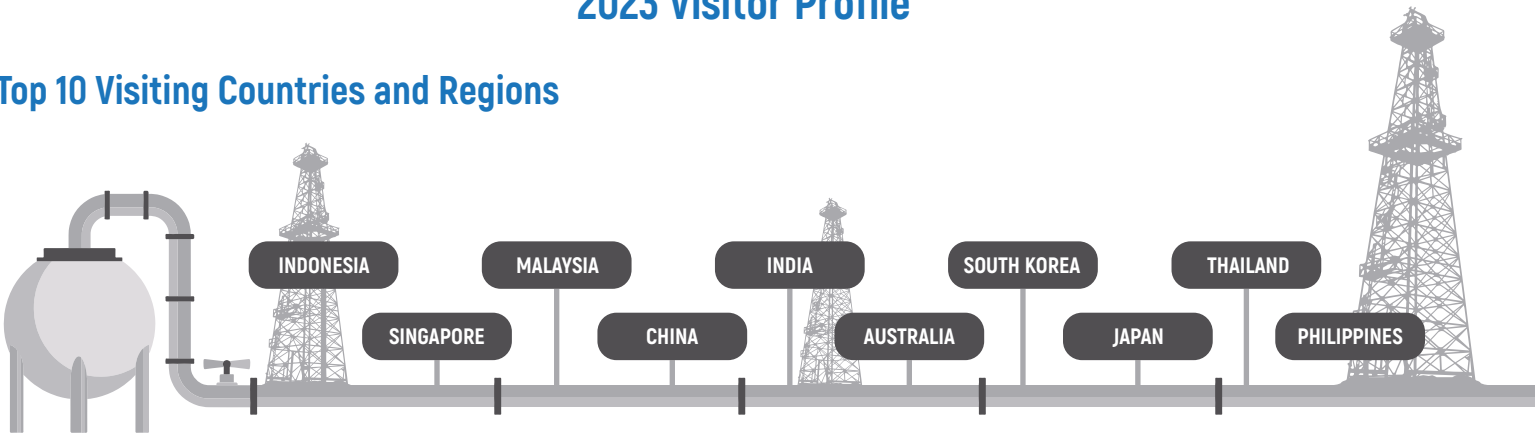 2023 Visitor Profile
Top 10 Visiting Countries and Regions
INDONESIA
SINGAPORE
MALAYSIA
CHINA
INDIA
AUSTRALIA
SOUTH KOREA
JAPAN
THAILAND
PHILIPPINES